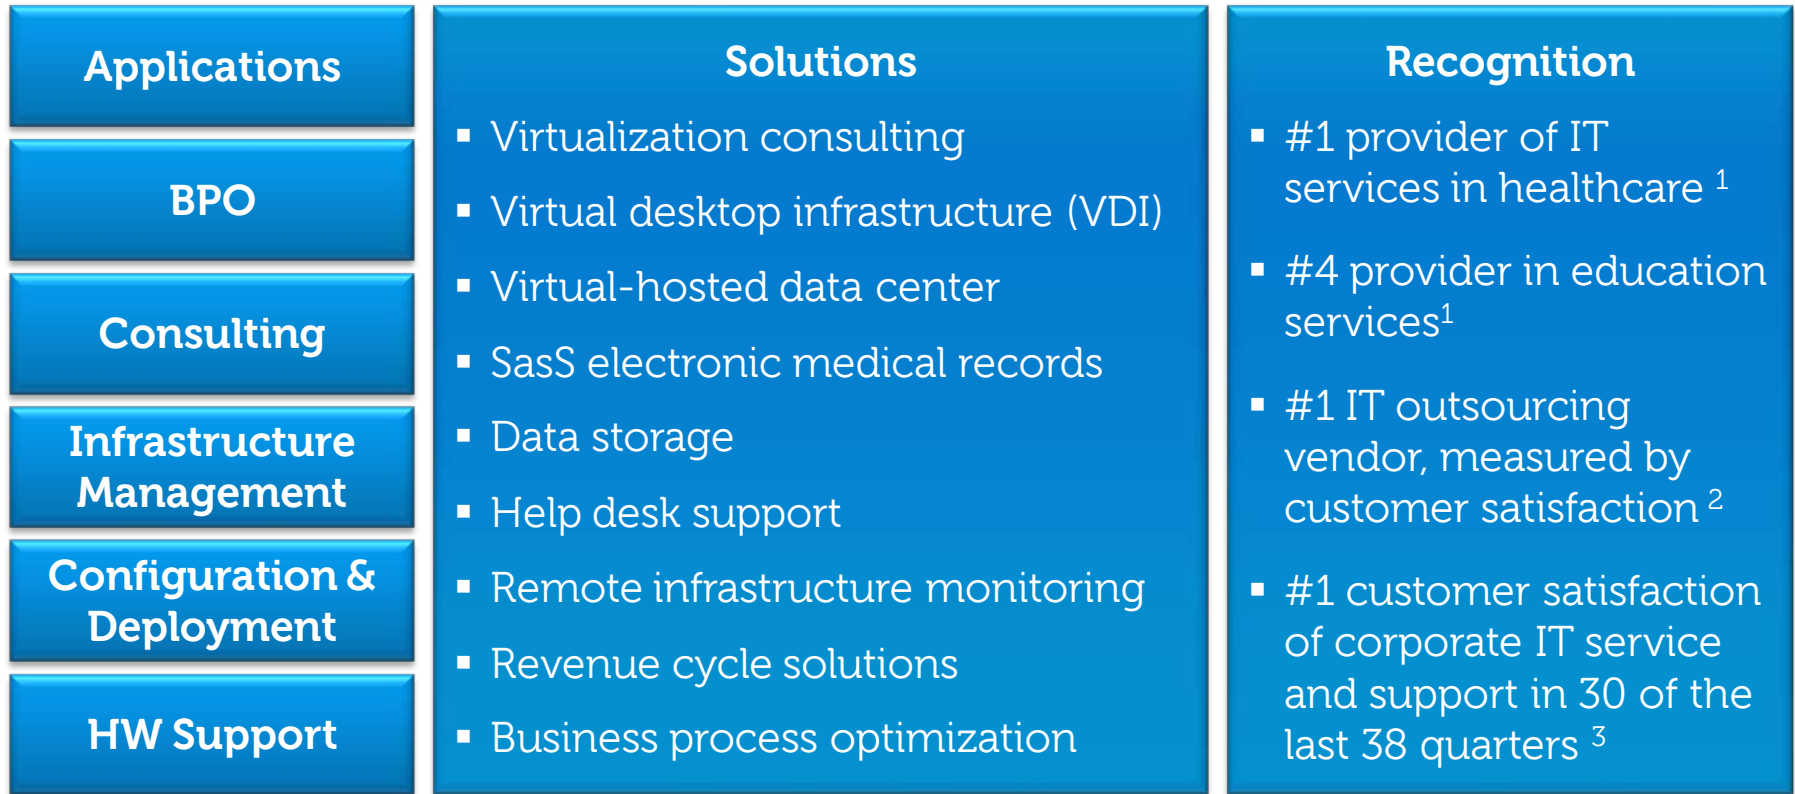 Applications
BPO
Consulting
Infrastructure
Management
Configuration &
Deployment
HW Support
Solutions
▪ Virtualization consulting
▪ Virtual desktop infrastructure (VDI)
▪ Virtual-hosted data center
▪ SasS electronic medical records
▪ Data storage
▪ Help desk support
▪ Remote infrastructure monitoring
▪ Revenue cycle solutions
▪ Business process optimization
Recognition
▪ #1 provider of IT
services in healthcare ¹
▪ #4 provider in education
services¹
▪ #1 IT outsourcing
vendor, measured by
customer satisfaction ²
▪ #1 customer satisfaction
of corporate IT service
and support in 30 of the
last 38 quarters ³